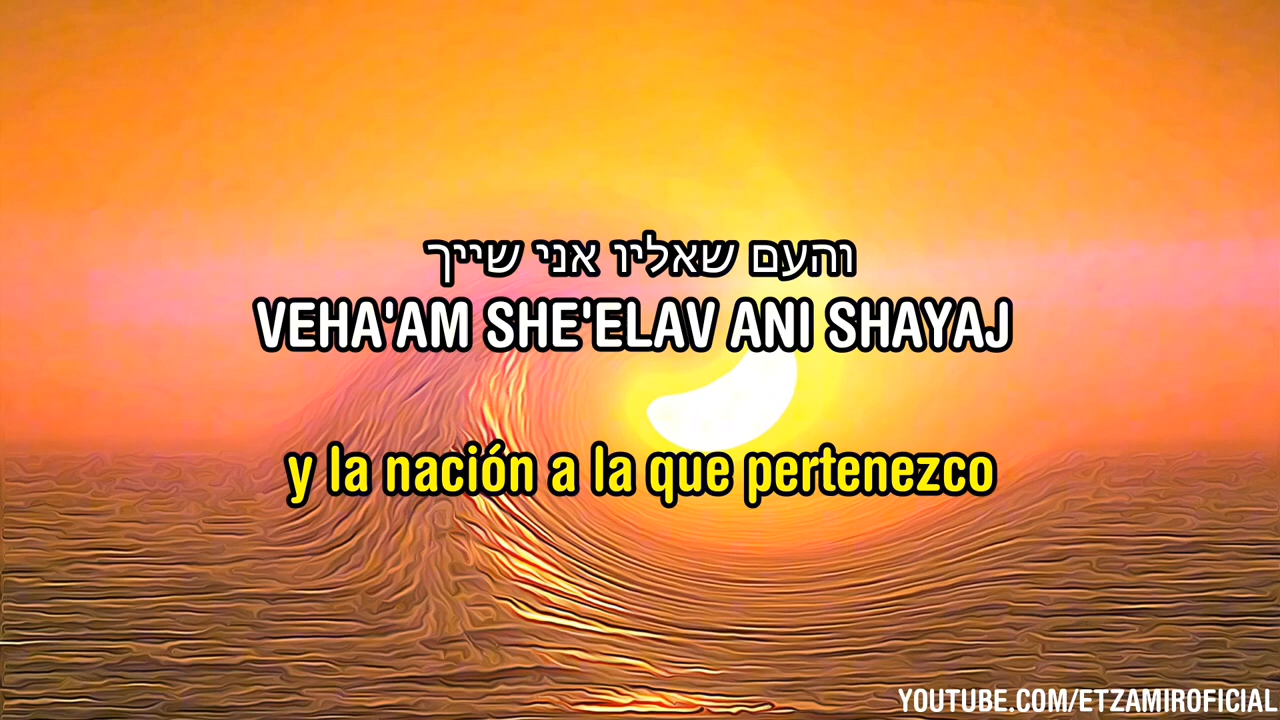 והעם שאליו אני שייך
VEHA'AM SHE'ELAV ANI SHAYAJ
y la nación a la que pertenezco
YOUTUBE.COM/ETZAMIROFICIAL